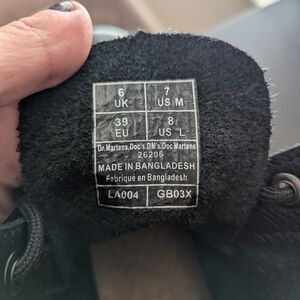 6 7
UK US M
39 8
EU US L
Dr.Martens.Doc's.DM's.Doc Martens
26206
MADE IN BANGLADESH
Fabriqué en Bangladesh
LA004 GB03X